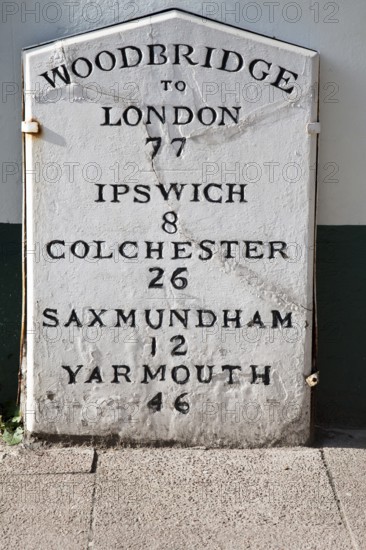 WOODBRIDGE
TO
LONDON
77
IPSWICH
8
COLCHESTER
26
SAXMUNDHAM
12
YARMOUTH
46